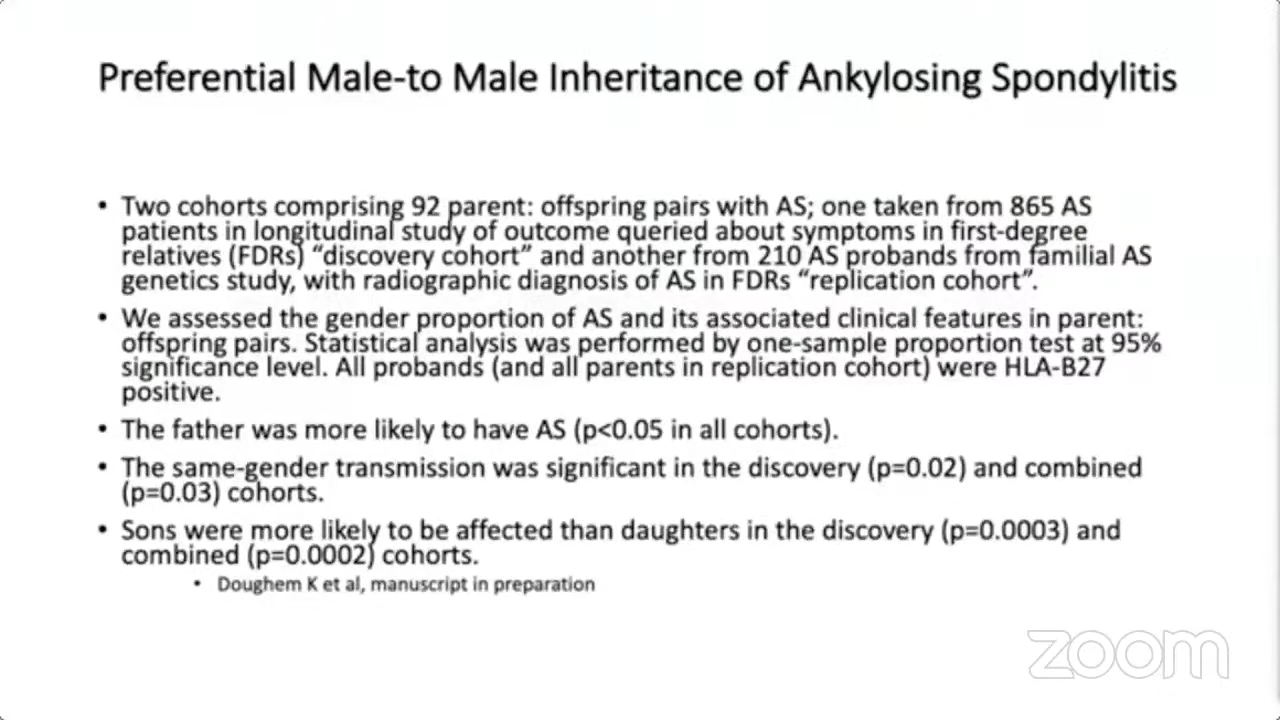 Preferential Male-to Male Inheritance of Ankylosing Spondylitis
• Two cohorts comprising 92 parent: offspring pairs with AS; one taken from 865 AS
patients in longitudinal study of outcome queried about symptoms in first-degree
relatives (FDRs) “discovery cohort” and another from 210 AS probands from familial AS
genetics study, with radiographic diagnosis of AS in FDRs “replication cohort”.
• We assessed the gender proportion of AS and its associated clinical features in parent:
offspring pairs. Statistical analysis was performed by one-sample proportion test at 95%
significance level. All probands (and all parents in replication cohort) were HLA-B27
positive.
• The father was more likely to have AS (p<0.05 in all cohorts).
• The same-gender transmission was significant in the discovery (p=0.02) and combined
(p=0.03) cohorts.
• Sons were more likely to be affected than daughters in the discovery (p=0.0003) and
combined (p=0.0002) cohorts.
• Doughem K et al, manuscript in preparation
zoom